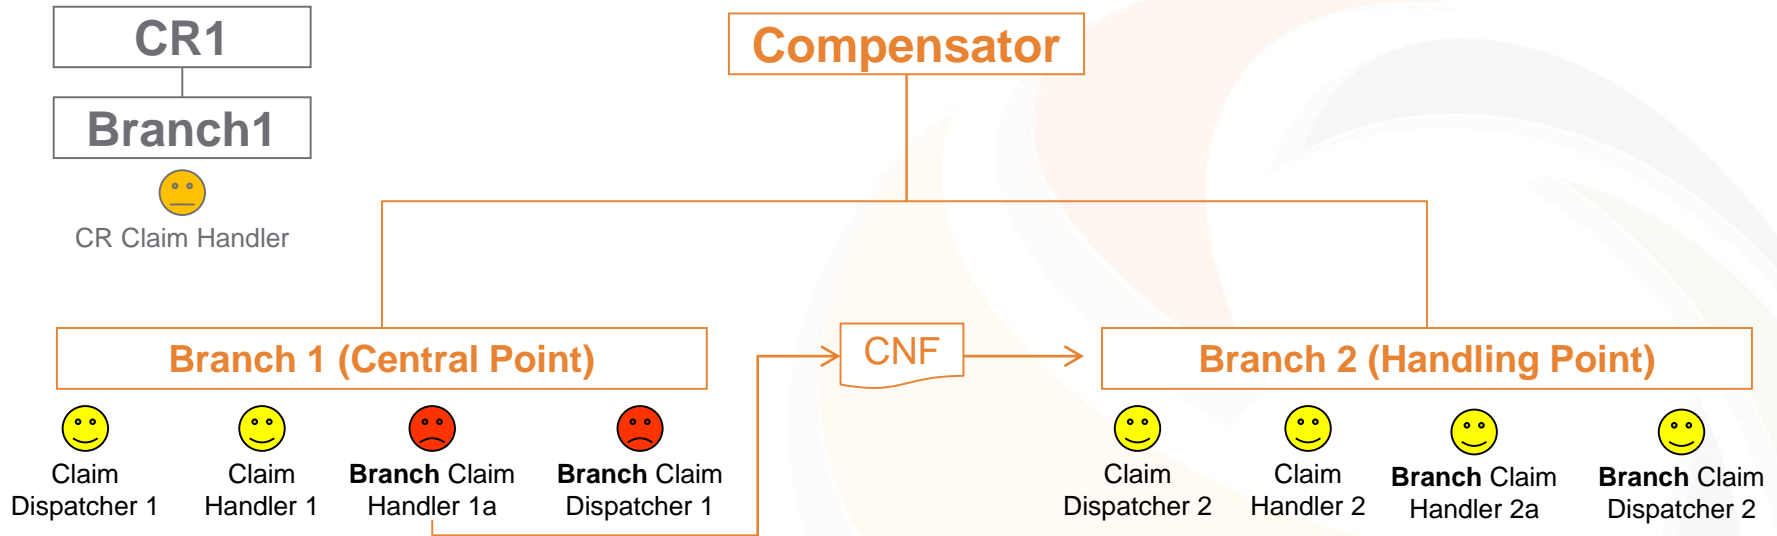 CR1
Compensator
Branch1
CR Claim Handler
Branch 1 (Central Point)
CNF
Branch 2 (Handling Point)
Claim
Dispatcher 1
Claim
Handler 1
Branch Claim
Handler 1a
Branch Claim
Dispatcher 1
Claim
Dispatcher 2
Claim
Handler 2
Branch Claim
Handler 2a
Branch Claim
Dispatcher 2